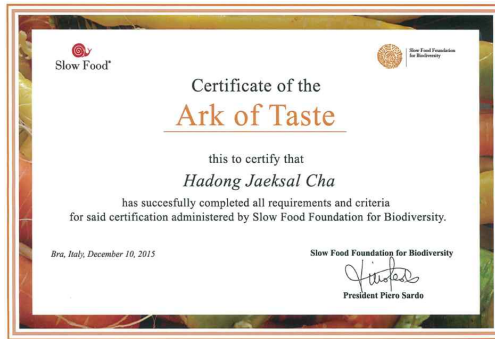 Slow Food®
Slow Food Foundation
for Biodiversity
Certificate of the
Ark of Taste
this to certify that
Hadong Jaeksal Cha
has succesfully completed all requirements and criteria
for said certification administered by Slow Food Foundation for Biodiversity.
Bra, Italy, December 10, 2015
Slow Food Foundation for Biodiversity
President Piero Sardo